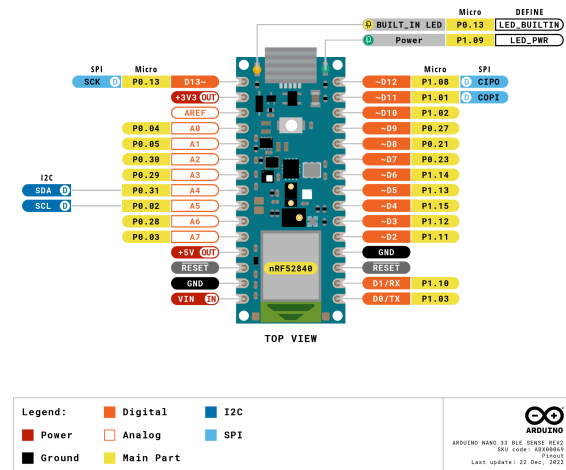 Micro DEFINE
BUILT_IN LED P0.13 LED_BUILTIN
Power P1.09 LED_PWR
SPI Micro
SCK D P0.13 D13~
+3V3 OUT
AREF
P0.04 A0
P0.05 A1
P0.30 A2
P0.29 A3
I2C
SDA D P0.31 A4
SCL D P0.02 A5
P0.28 A6
P0.03 A7
+5V OUT
RESET
GND
VIN IN
Micro SPI
~D12 P1.08 D CIPO
~D11 P1.01 D COPI
~D10 P1.02
~D9 P0.27
~D8 P0.21
~D7 P0.23
~D6 P1.14
~D5 P1.13
~D4 P1.15
~D3 P1.12
~D2 P1.11
GND
RESET
D1/RX P1.10
D0/TX P1.03
nRF52840
TOP VIEW
Legend: Digital I2C
Power Analog SPI
Ground Main Part
ARDUINO
ARDUINO NANO 33 BLE SENSE REV2
SKU code: ABX00069
Pinout
Last update: 22 Dec, 2022